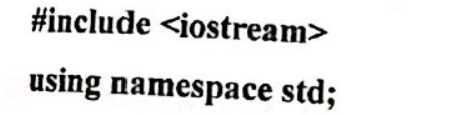 #include <iostream>
using namespace std;